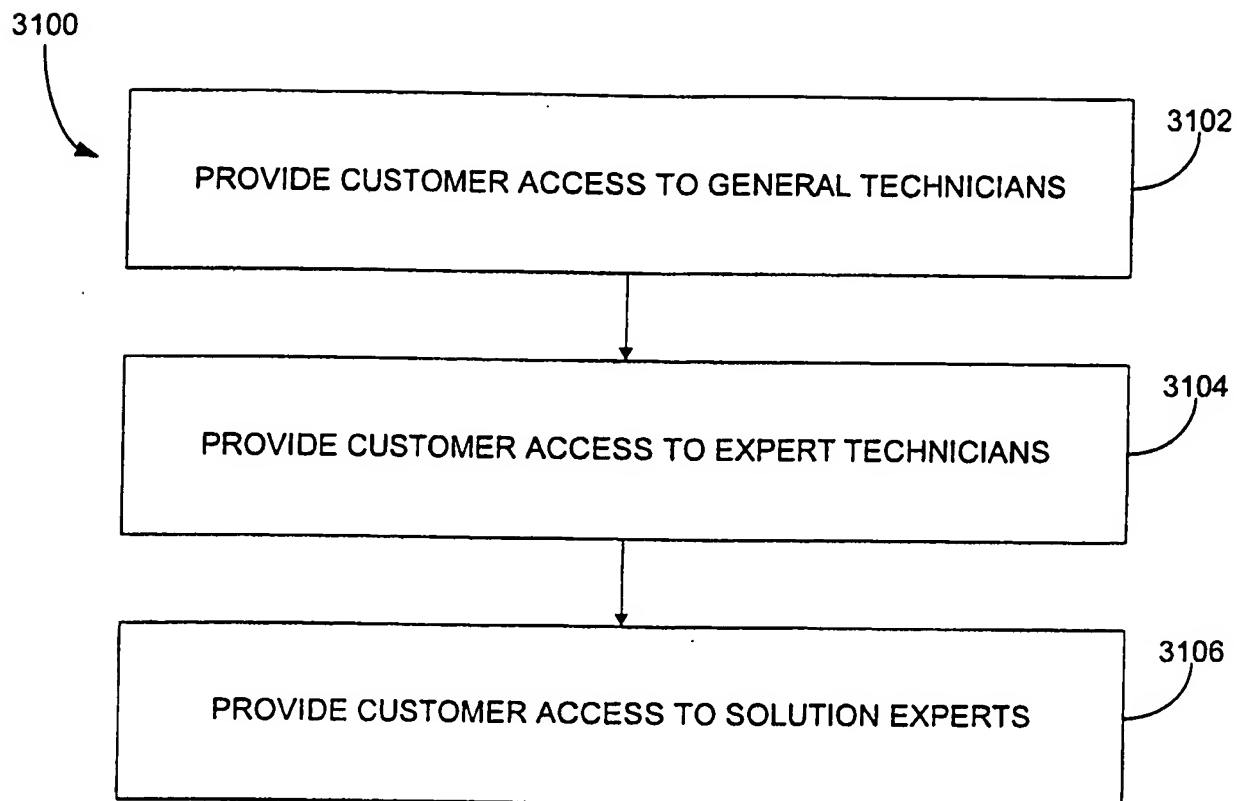 3100
3102
PROVIDE CUSTOMER ACCESS TO GENERAL TECHNICIANS
3104
PROVIDE CUSTOMER ACCESS TO EXPERT TECHNICIANS
3106
PROVIDE CUSTOMER ACCESS TO SOLUTION EXPERTS